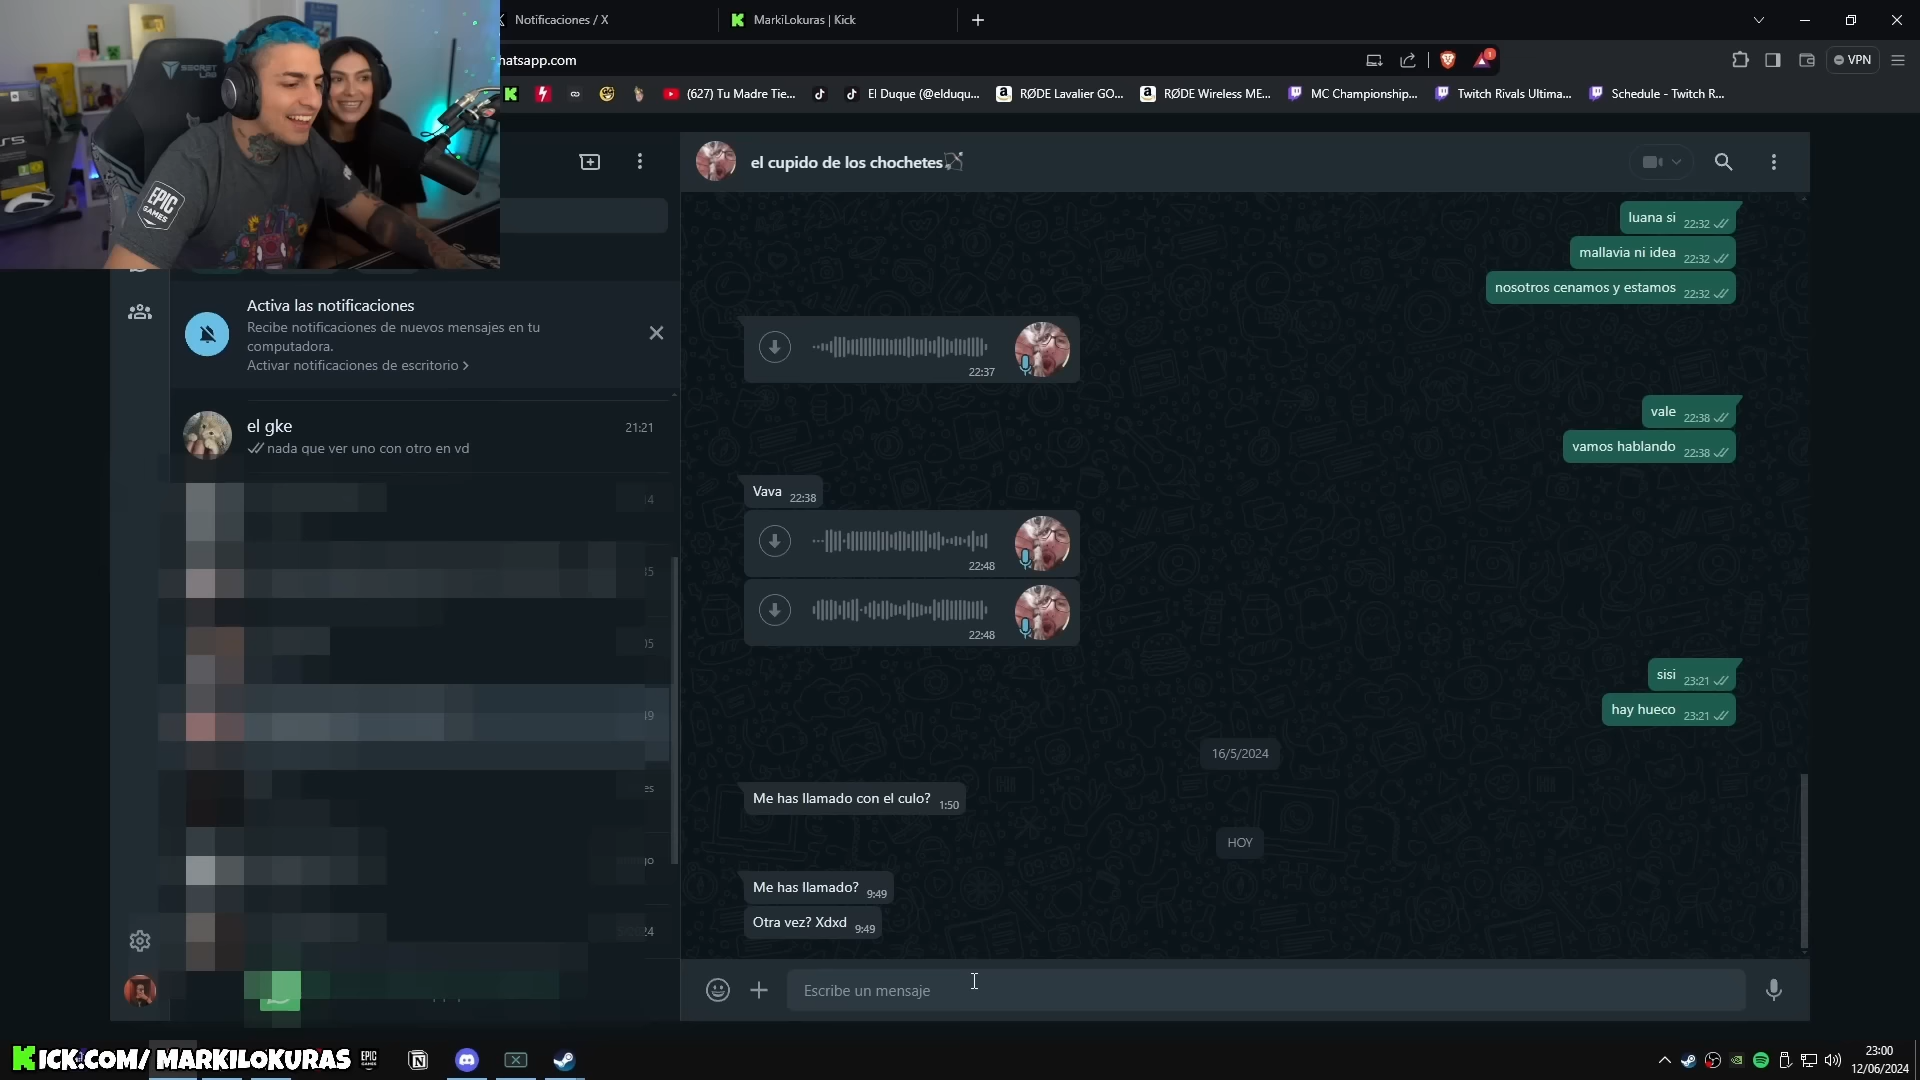 Notificaciones / X
MarkiLokuras | Kick
hatsapp.com
VPN
(627) Tu Madre Tie...
El Duque (@elduqu...
RØDE Lavalier GO...
RØDE Wireless ME...
MC Championship...
Twitch Rivals Ultima...
Schedule - Twitch R...
SECRETLAB
EPIC GAMES
el cupido de los chochetes
luana si 22:32
mallavia ni idea 22:32
nosotros cenamos y estamos 22:32
Activa las notificaciones
Recibe notificaciones de nuevos mensajes en tu
computadora.
Activar notificaciones de escritorio
22:37
el gke 21:21
nada que ver uno con otro en vd
vale 22:38
vamos hablando 22:38
Vava 22:38
22:48
22:48
sisi 23:21
hay hueco 23:21
16/5/2024
Me has llamado con el culo? 1:50
HOY
Me has llamado? 9:49
Otra vez? Xdxd 9:49
Escribe un mensaje
KICK.COM/ MARKILOKURAS
23:00
12/06/2024